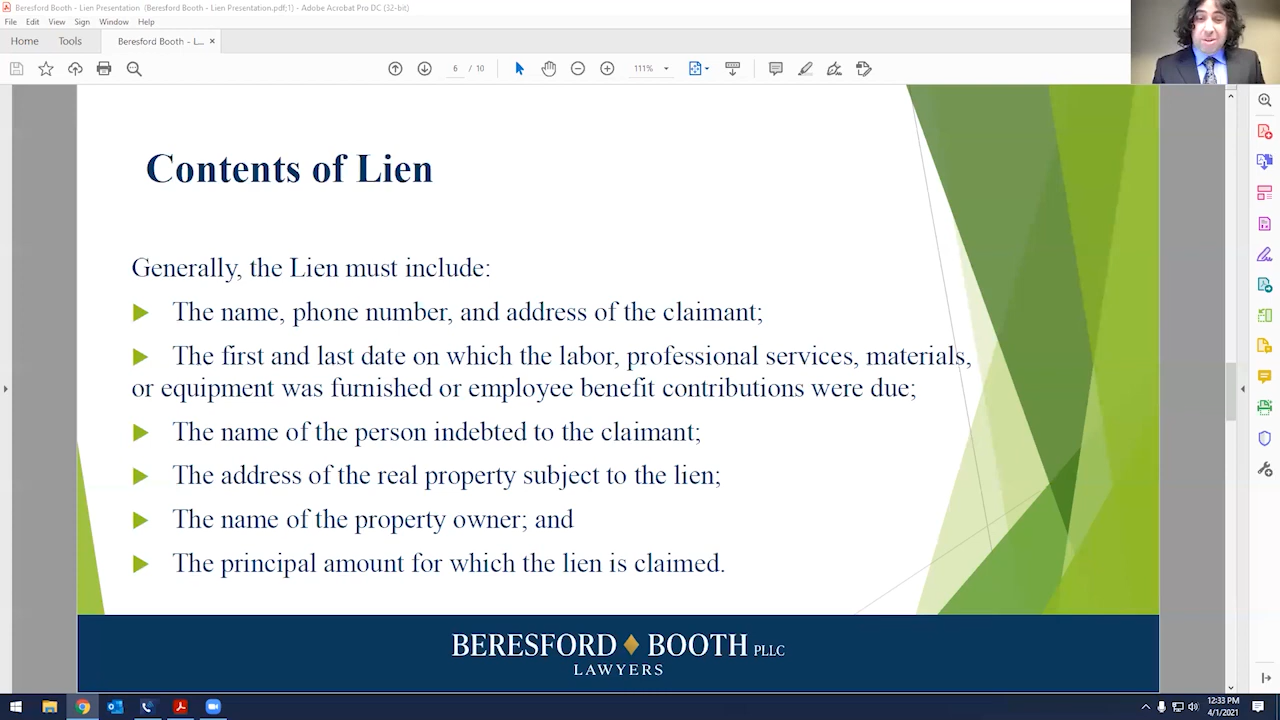 Beresford Booth - Lien Presentation (Beresford Booth - Lien Presentation.pdf;1) - Adobe Acrobat Pro DC (32-bit)
File Edit View Sign Window Help
Home Tools Beresford Booth - L... ×
6 / 10 111%
Contents of Lien
Generally, the Lien must include:
The name, phone number, and address of the claimant;
The first and last date on which the labor, professional services, materials,
or equipment was furnished or employee benefit contributions were due;
The name of the person indebted to the claimant;
The address of the real property subject to the lien;
The name of the property owner; and
The principal amount for which the lien is claimed.
BERESFORD BOOTH PLLC
LAWYERS
12:33 PM
4/1/2021